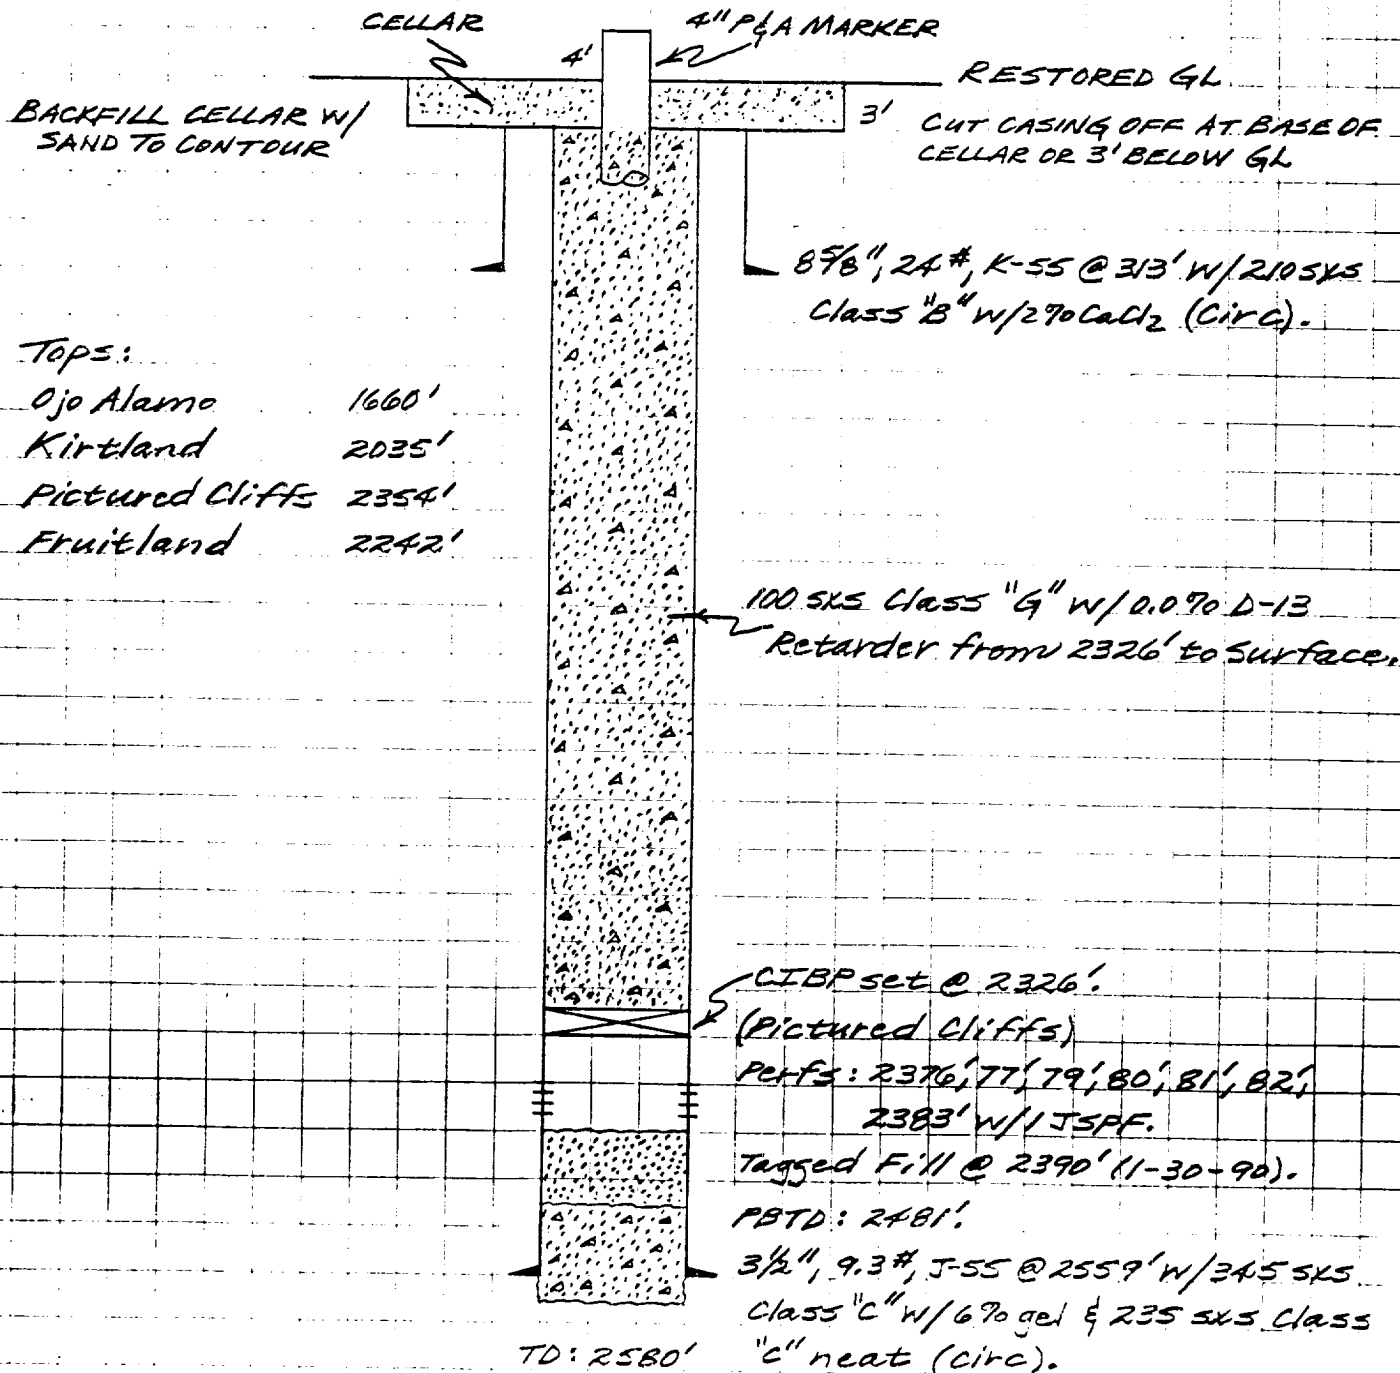 CELLAR
4" P&A MARKER
4'
RESTORED GL
BACKFILL CELLAR W/
SAND TO CONTOUR
3'
CUT CASING OFF AT BASE OF
CELLAR OR 3' BELOW GL
8 5/8", 24#, K-55 @ 313' W/ 210 SXS
Class "B" W/2% CaCl2 (Circ).
Tops:
Ojo Alamo 1660'
Kirtland 2035'
Pictured Cliffs 2354'
Fruitland 2242'
100 SXS Class "G" W/ 0.0% D-13
Retarder from 2326' to Surface.
CIBP set @ 2326'.
(Pictured Cliffs)
Perfs: 2376', 77', 79', 80', 81', 82',
2383' W/1 JSPF.
Tagged Fill @ 2390' (1-30-90).
PBTD: 2481'.
3 1/2", 9.3#, J-55 @ 2559' W/345 SXS
Class "C" W/ 6% gel & 235 SXS Class
"C" neat (circ).
TD: 2580'